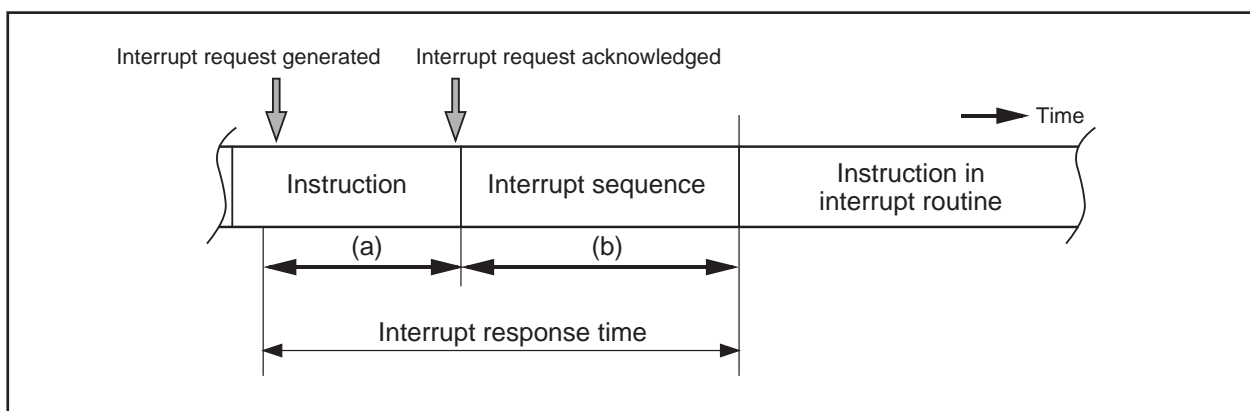 Interrupt request generated
Interrupt request acknowledged
Time
Instruction
Interrupt sequence
Instruction in
interrupt routine
(a)
(b)
Interrupt response time